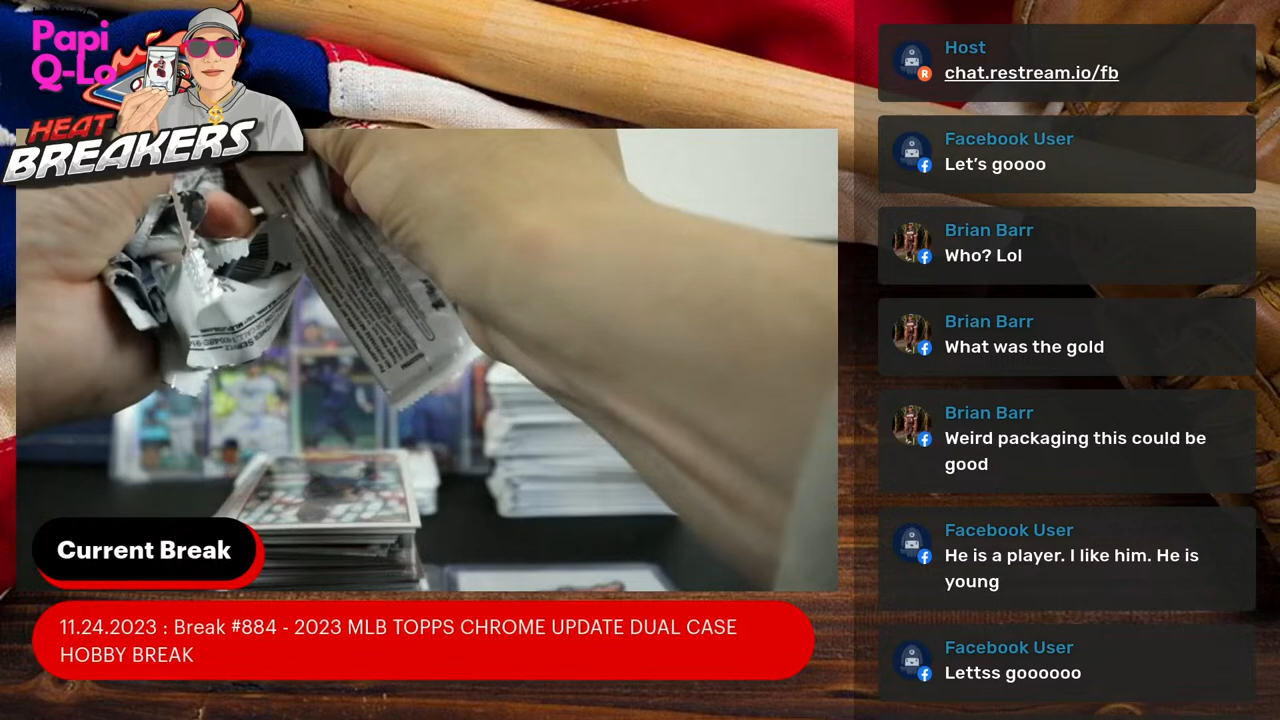 Papi
Q-Lo
HEAT
BREAKERS
Current Break
11.24.2023 : Break #884 - 2023 MLB TOPPS CHROME UPDATE DUAL CASE
HOBBY BREAK
Host
chat.restream.io/fb
Facebook User
Let’s goooo
Brian Barr
Who? Lol
Brian Barr
What was the gold
Brian Barr
Weird packaging this could be
good
Facebook User
He is a player. I like him. He is
young
Facebook User
Lettss goooooo